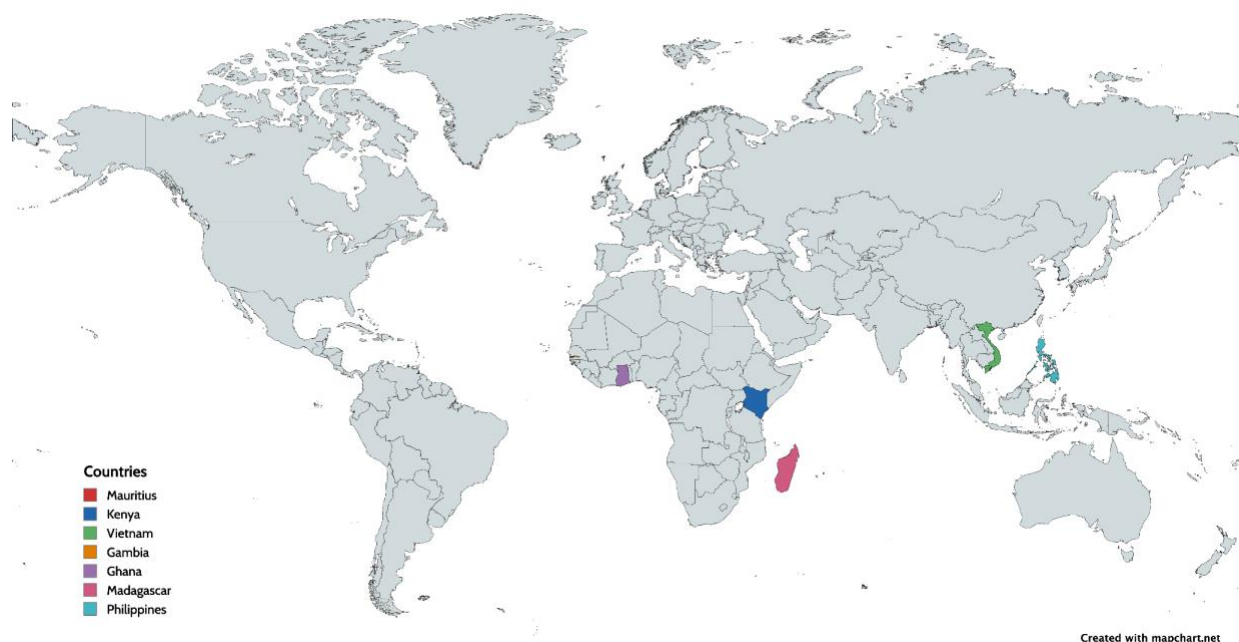 Countries
Mauritius
Kenya
Vietnam
Gambia
Ghana
Madagascar
Philippines
Created with mapchart.net